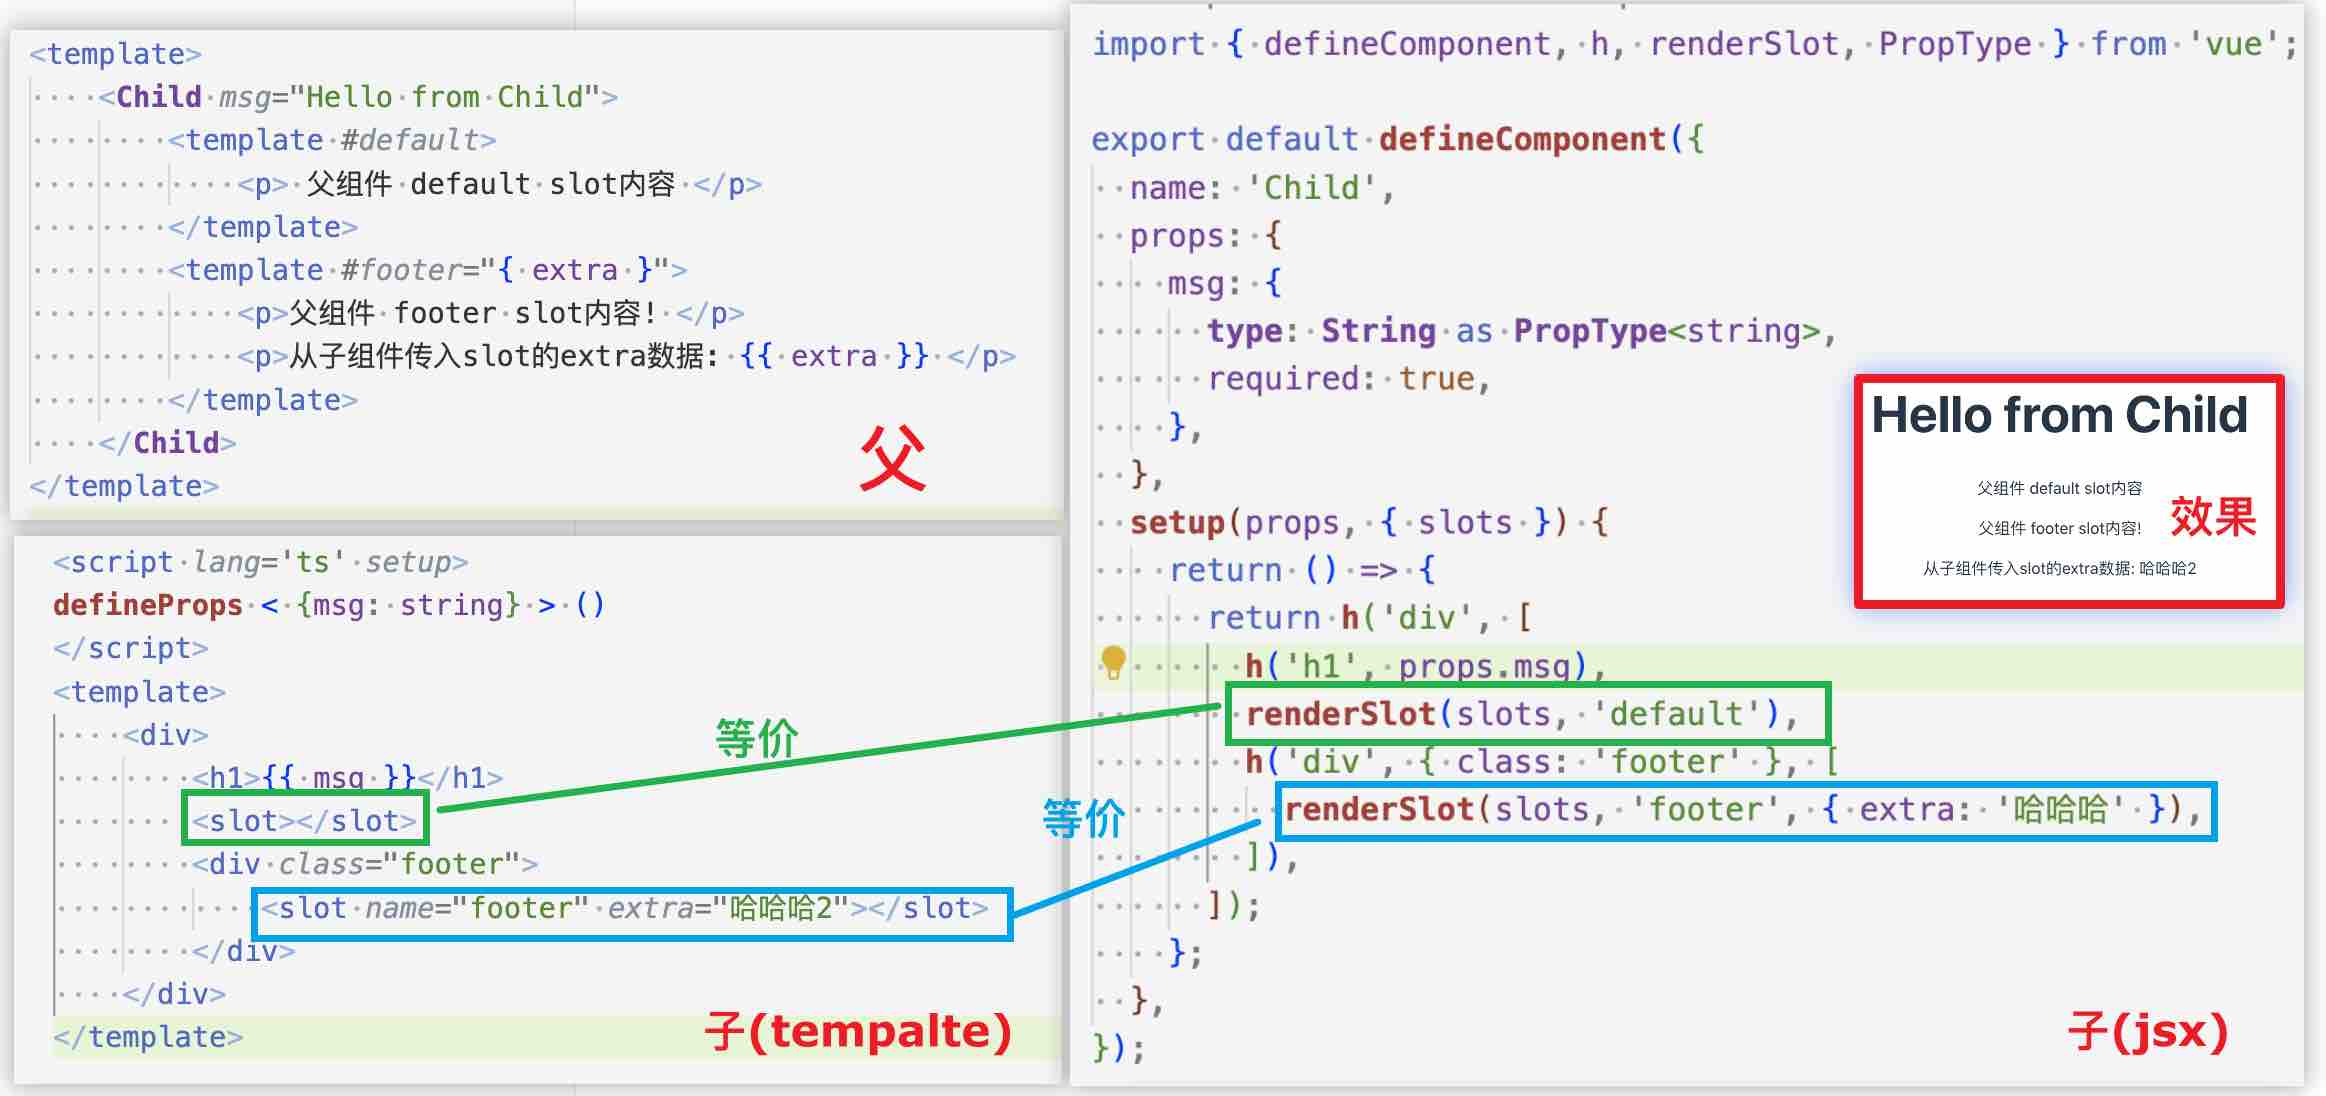 <template>
<Child msg="Hello from Child">
<template #default>
<p> 父组件 default slot内容 </p>
</template>
<template #footer="{ extra }">
<p>父组件 footer slot内容! </p>
<p>从子组件传入slot的extra数据: {{ extra }} </p>
</template>
</Child>
</template>
父
<script lang='ts' setup>
defineProps < {msg: string} > ()
</script>
<template>
<div>
<h1>{{ msg }}</h1>
<slot></slot>
<div class="footer">
<slot name="footer" extra="哈哈哈2"></slot>
</div>
</div>
</template>
子(tempalte)
等价
等价
import { defineComponent, h, renderSlot, PropType } from 'vue';
export default defineComponent({
name: 'Child',
props: {
msg: {
type: String as PropType<string>,
required: true,
},
},
setup(props, { slots }) {
return () => {
return h('div', [
h('h1', props.msg),
renderSlot(slots, 'default'),
h('div', { class: 'footer' }, [
renderSlot(slots, 'footer', { extra: '哈哈哈' }),
]),
]);
};
},
});
子(jsx)
Hello from Child
父组件 default slot内容
父组件 footer slot内容!
从子组件传入slot的extra数据: 哈哈哈2
效果